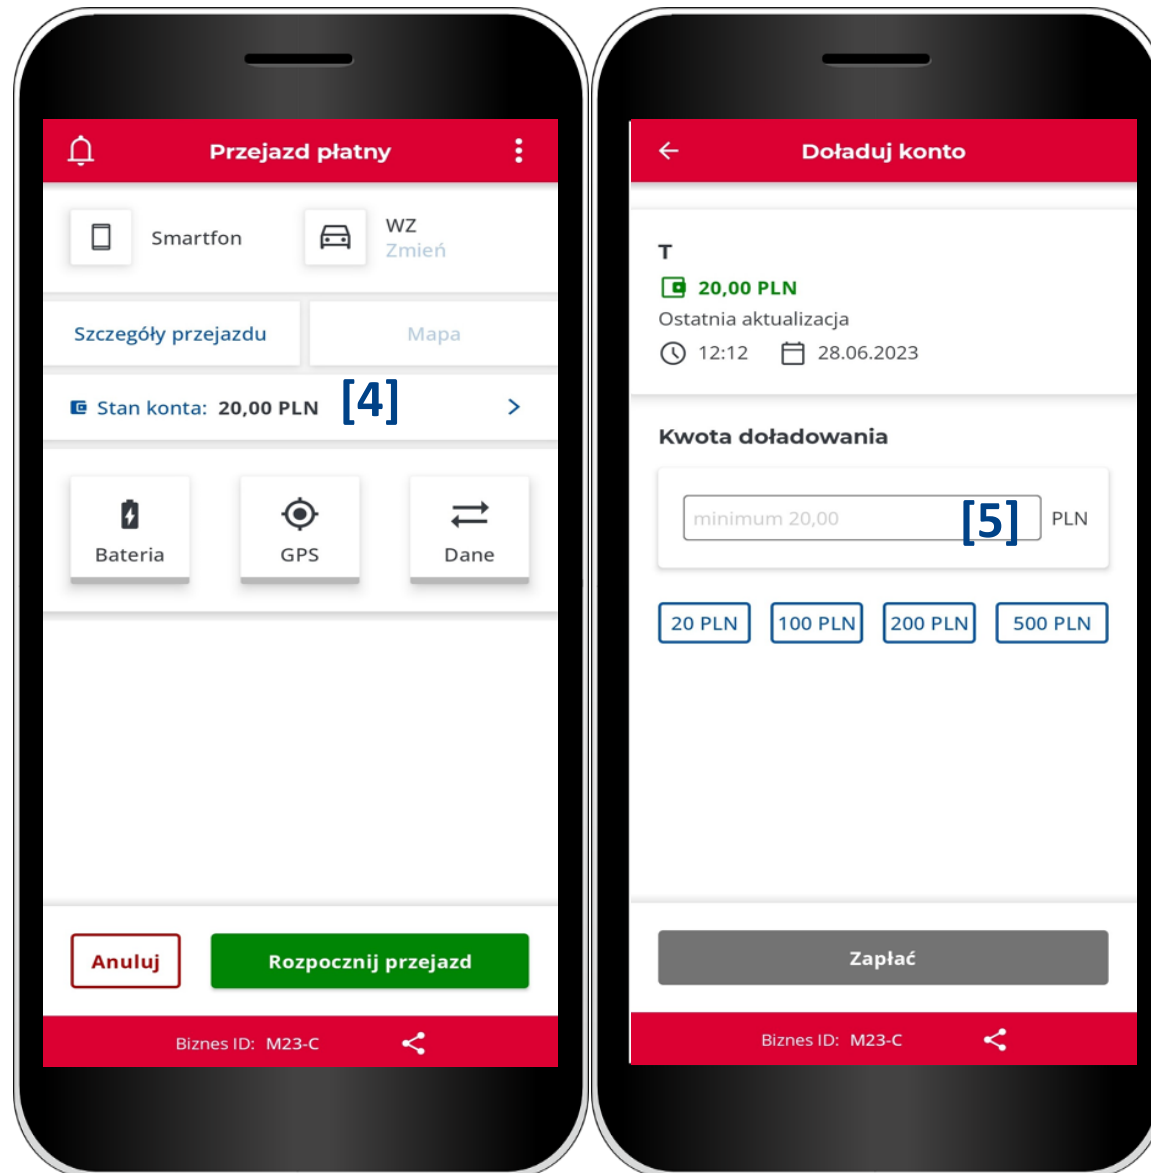 Przejazd płatny
Smartfon
WZ
Zmień
Szczegóły przejazdu
Mapa
Stan konta: 20,00 PLN [4]
Bateria
GPS
Dane
Anuluj
Rozpocznij przejazd
Biznes ID: M23-C
Doładuj konto
T
20,00 PLN
Ostatnia aktualizacja
12:12 28.06.2023
Kwota doładowania
minimum 20,00 [5] PLN
20 PLN 100 PLN 200 PLN 500 PLN
Zapłać
Biznes ID: M23-C